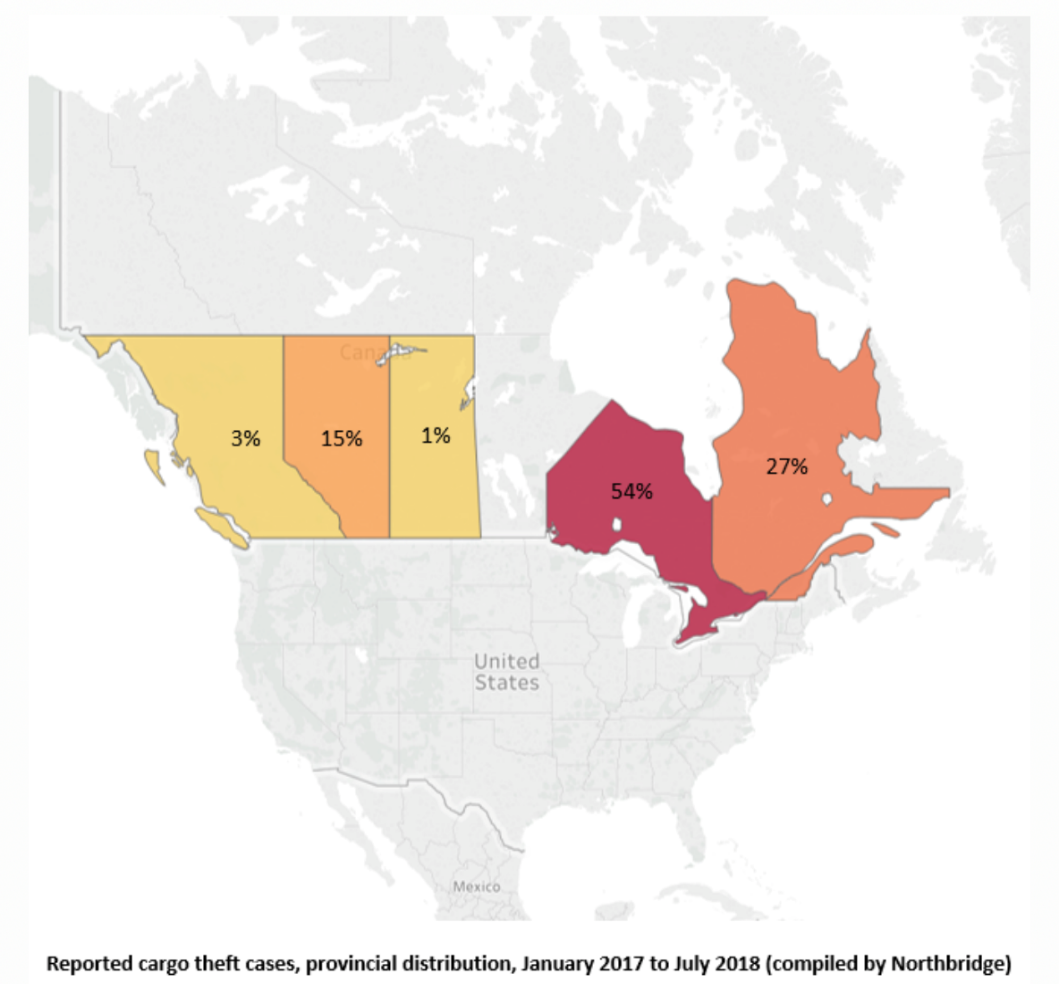 Canada
3%
15%
1%
27%
54%
United
States
Mexico
Reported cargo theft cases, provincial distribution, January 2017 to July 2018 (compiled by Northbridge)